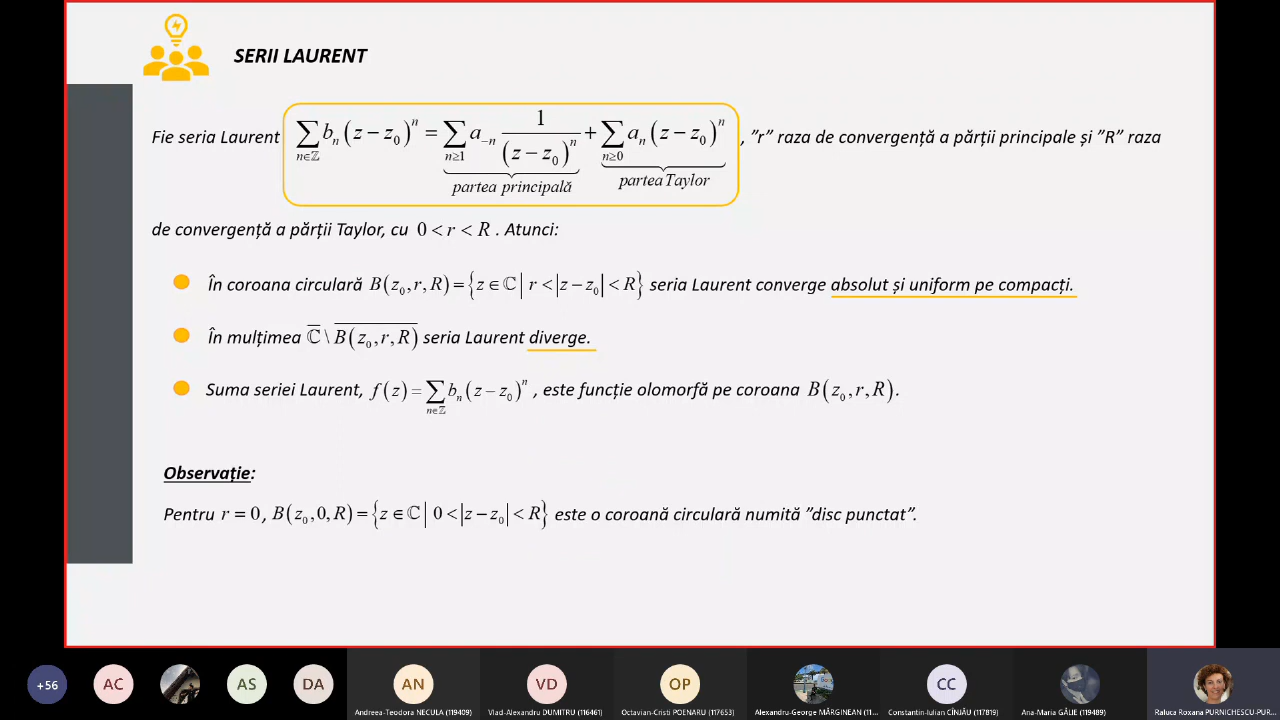 SERII LAURENT
Fie seria Laurent ∑_{n∈ℤ} b_n (z − z_0)^n = ∑_{n≥1} a_{−n} 1/(z − z_0)^n + ∑_{n≥0} a_n (z − z_0)^n , ”r” raza de convergență a părții principale și ”R” raza
partea principală partea Taylor
de convergență a părții Taylor, cu 0 < r < R . Atunci:
În coroana circulară B(z_0, r, R) = {z ∈ ℂ | r < |z − z_0| < R} seria Laurent converge absolut și uniform pe compacți.
În mulțimea \overline{ℂ} \ \overline{B(z_0, r, R)} seria Laurent diverge.
Suma seriei Laurent, f(z) = ∑_{n∈ℤ} b_n (z − z_0)^n , este funcție olomorfă pe coroana B(z_0, r, R).
Observație:
Pentru r = 0, B(z_0, 0, R) = {z ∈ ℂ | 0 < |z − z_0| < R} este o coroană circulară numită ”disc punctat”.
+56 AC AS DA AN VD OP CC
Andreea-Teodora NECULA (119409) Vlad-Alexandru DUMITRU (116461) Octavian-Cristi POENARU (117653) Alexandru-George MĂRGINEAN (11... Constantin-Iulian CÎNJĂU (117819) Ana-Maria GĂLIE (119489) Raluca Roxana PURNICHESCU-PUR...